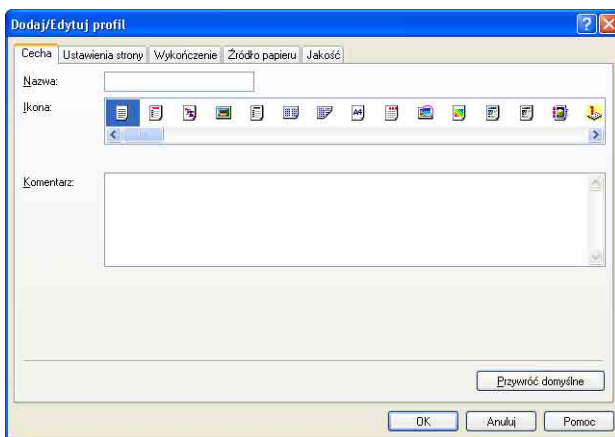 Dodaj/Edytuj profil
Cecha Ustawienia strony Wykończenie Źródło papieru Jakość
Nazwa:
Ikona:
Komentarz:
Przywróć domyślne
OK Anuluj Pomoc